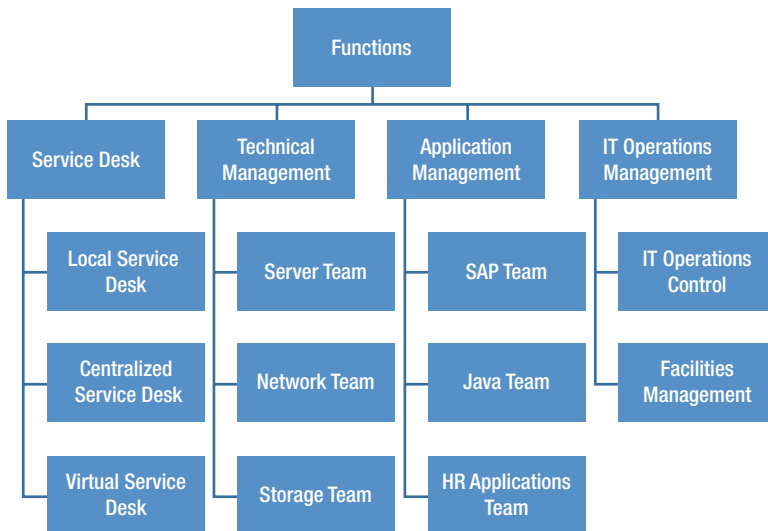 Functions
Service Desk
Technical
Management
Application
Management
IT Operations
Management
Local Service
Desk
Server Team
SAP Team
IT Operations
Control
Centralized
Service Desk
Network Team
Java Team
Facilities
Management
Virtual Service
Desk
Storage Team
HR Applications
Team